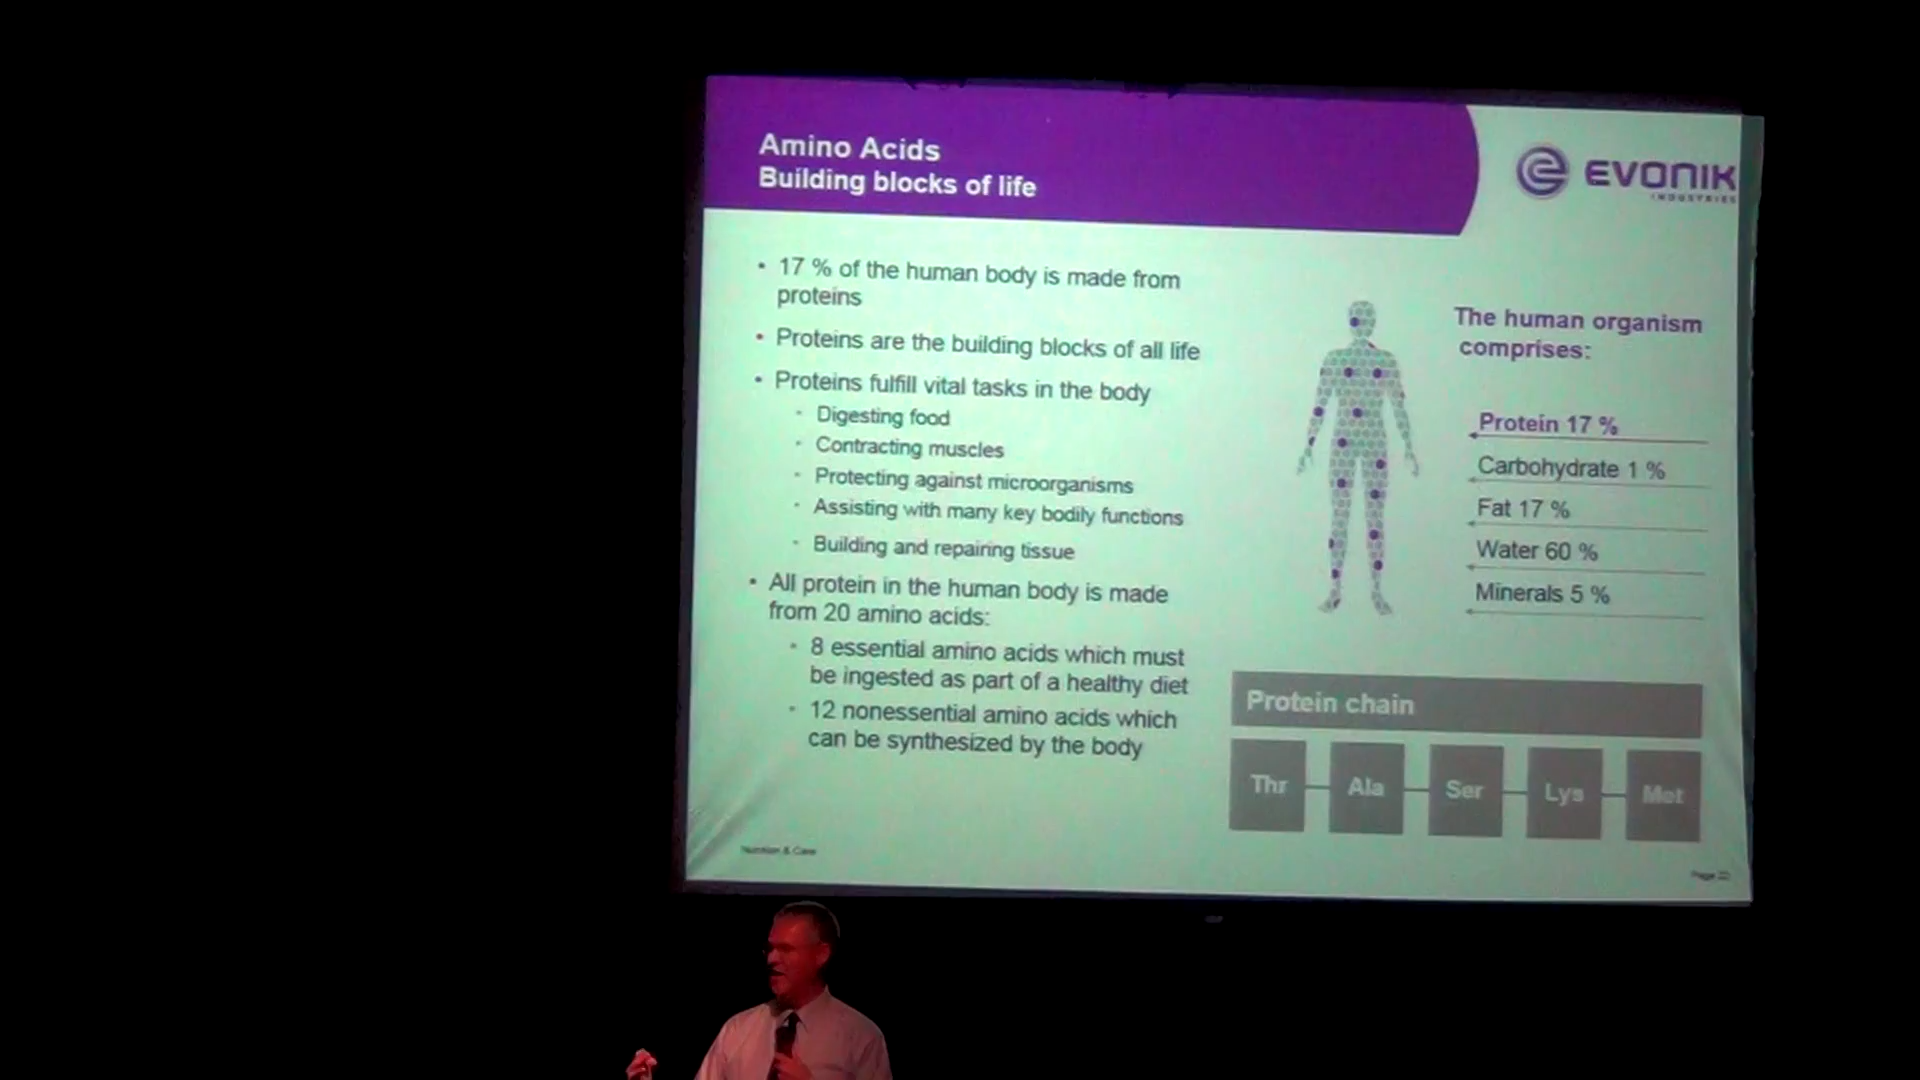 Amino Acids
Building blocks of life
EVONIK
INDUSTRIES
• 17 % of the human body is made from
proteins
• Proteins are the building blocks of all life
• Proteins fulfill vital tasks in the body
• Digesting food
• Contracting muscles
• Protecting against microorganisms
• Assisting with many key bodily functions
• Building and repairing tissue
• All protein in the human body is made
from 20 amino acids:
• 8 essential amino acids which must
be ingested as part of a healthy diet
• 12 nonessential amino acids which
can be synthesized by the body
The human organism
comprises:
Protein 17 %
Carbohydrate 1 %
Fat 17 %
Water 60 %
Minerals 5 %
Protein chain
Thr Ala Ser Lys Met
Nutrition & Care
Page